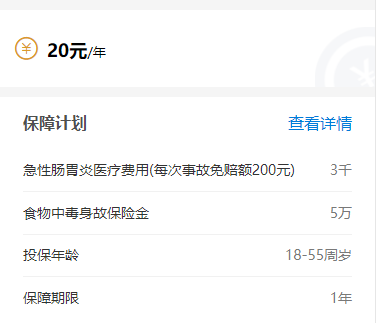 ¥ 20元/年
保障计划 查看详情
急性肠胃炎医疗费用(每次事故免赔额200元) 3千
食物中毒身故保险金 5万
投保年龄 18-55周岁
保障期限 1年